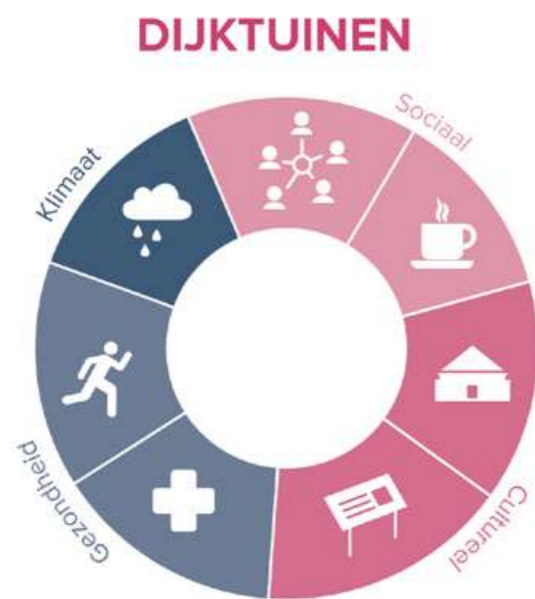 DIJKTUINEN
Sociaal
Klimaat
Gezondheid
Cultureel